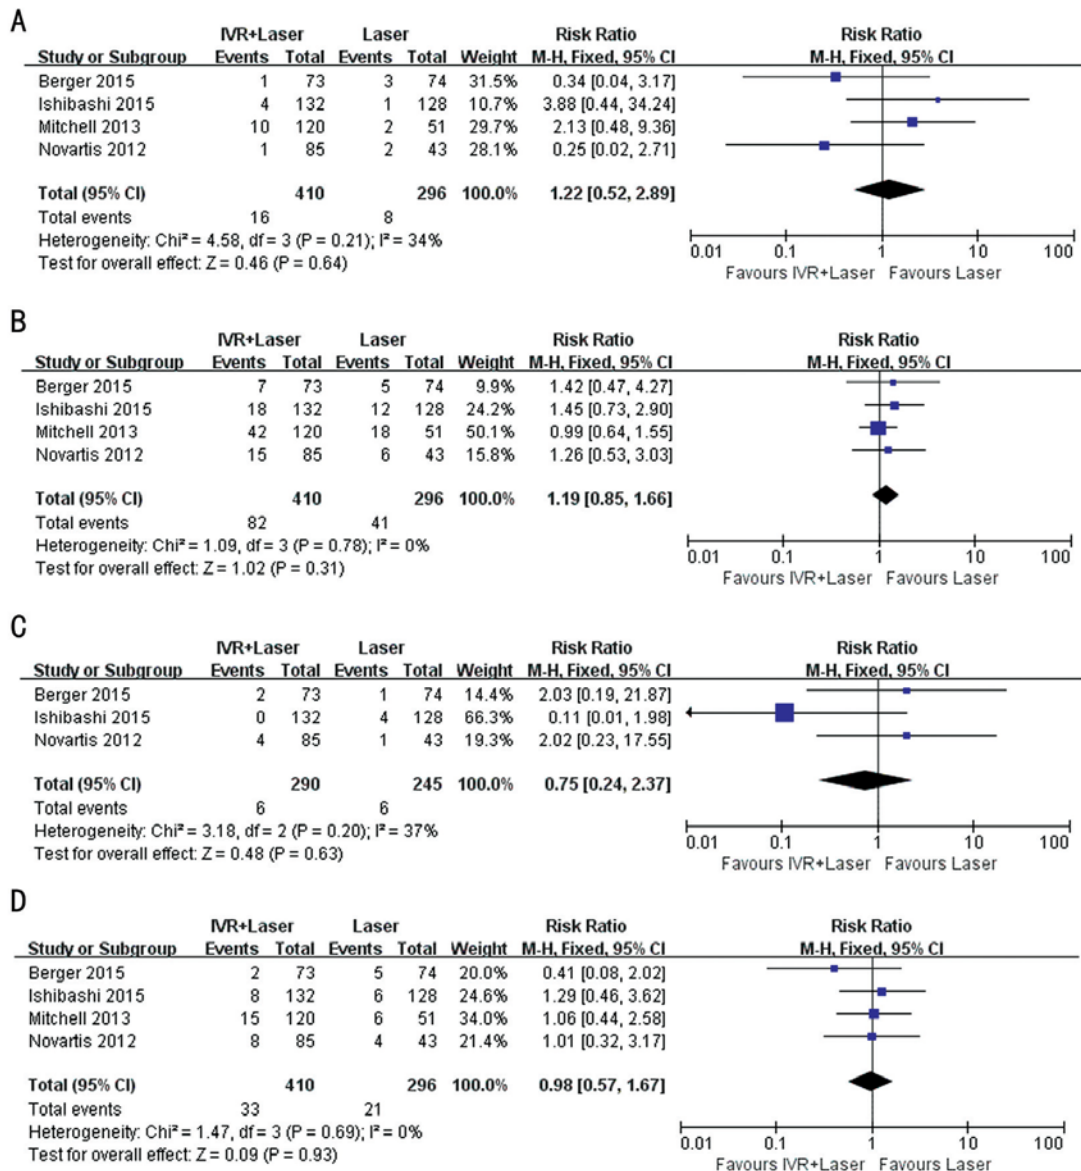 A
IVR+Laser Laser Risk Ratio Risk Ratio
Study or Subgroup Events Total Events Total Weight M-H, Fixed, 95% CI M-H, Fixed, 95% CI
Berger 2015 1 73 3 74 31.5% 0.34 [0.04, 3.17]
Ishibashi 2015 4 132 1 128 10.7% 3.88 [0.44, 34.24]
Mitchell 2013 10 120 2 51 29.7% 2.13 [0.48, 9.36]
Novartis 2012 1 85 2 43 28.1% 0.25 [0.02, 2.71]
Total (95% CI) 410 296 100.0% 1.22 [0.52, 2.89]
Total events 16 8
Heterogeneity: Chi² = 4.58, df = 3 (P = 0.21); I² = 34%
Test for overall effect: Z = 0.46 (P = 0.64)
0.01 0.1 1 10 100
Favours IVR+Laser Favours Laser
B
IVR+Laser Laser Risk Ratio Risk Ratio
Study or Subgroup Events Total Events Total Weight M-H, Fixed, 95% CI M-H, Fixed, 95% CI
Berger 2015 7 73 5 74 9.9% 1.42 [0.47, 4.27]
Ishibashi 2015 18 132 12 128 24.2% 1.45 [0.73, 2.90]
Mitchell 2013 42 120 18 51 50.1% 0.99 [0.64, 1.55]
Novartis 2012 15 85 6 43 15.8% 1.26 [0.53, 3.03]
Total (95% CI) 410 296 100.0% 1.19 [0.85, 1.66]
Total events 82 41
Heterogeneity: Chi² = 1.09, df = 3 (P = 0.78); I² = 0%
Test for overall effect: Z = 1.02 (P = 0.31)
0.01 0.1 1 10 100
Favours IVR+Laser Favours Laser
C
IVR+Laser Laser Risk Ratio Risk Ratio
Study or Subgroup Events Total Events Total Weight M-H, Fixed, 95% CI M-H, Fixed, 95% CI
Berger 2015 2 73 1 74 14.4% 2.03 [0.19, 21.87]
Ishibashi 2015 0 132 4 128 66.3% 0.11 [0.01, 1.98]
Novartis 2012 4 85 1 43 19.3% 2.02 [0.23, 17.55]
Total (95% CI) 290 245 100.0% 0.75 [0.24, 2.37]
Total events 6 6
Heterogeneity: Chi² = 3.18, df = 2 (P = 0.20); I² = 37%
Test for overall effect: Z = 0.48 (P = 0.63)
0.01 0.1 1 10 100
Favours IVR+Laser Favours Laser
D
IVR+Laser Laser Risk Ratio Risk Ratio
Study or Subgroup Events Total Events Total Weight M-H, Fixed, 95% CI M-H, Fixed, 95% CI
Berger 2015 2 73 5 74 20.0% 0.41 [0.08, 2.02]
Ishibashi 2015 8 132 6 128 24.6% 1.29 [0.46, 3.62]
Mitchell 2013 15 120 6 51 34.0% 1.06 [0.44, 2.58]
Novartis 2012 8 85 4 43 21.4% 1.01 [0.32, 3.17]
Total (95% CI) 410 296 100.0% 0.98 [0.57, 1.67]
Total events 33 21
Heterogeneity: Chi² = 1.47, df = 3 (P = 0.69); I² = 0%
Test for overall effect: Z = 0.09 (P = 0.93)
0.01 0.1 1 10 100
Favours IVR+Laser Favours Laser